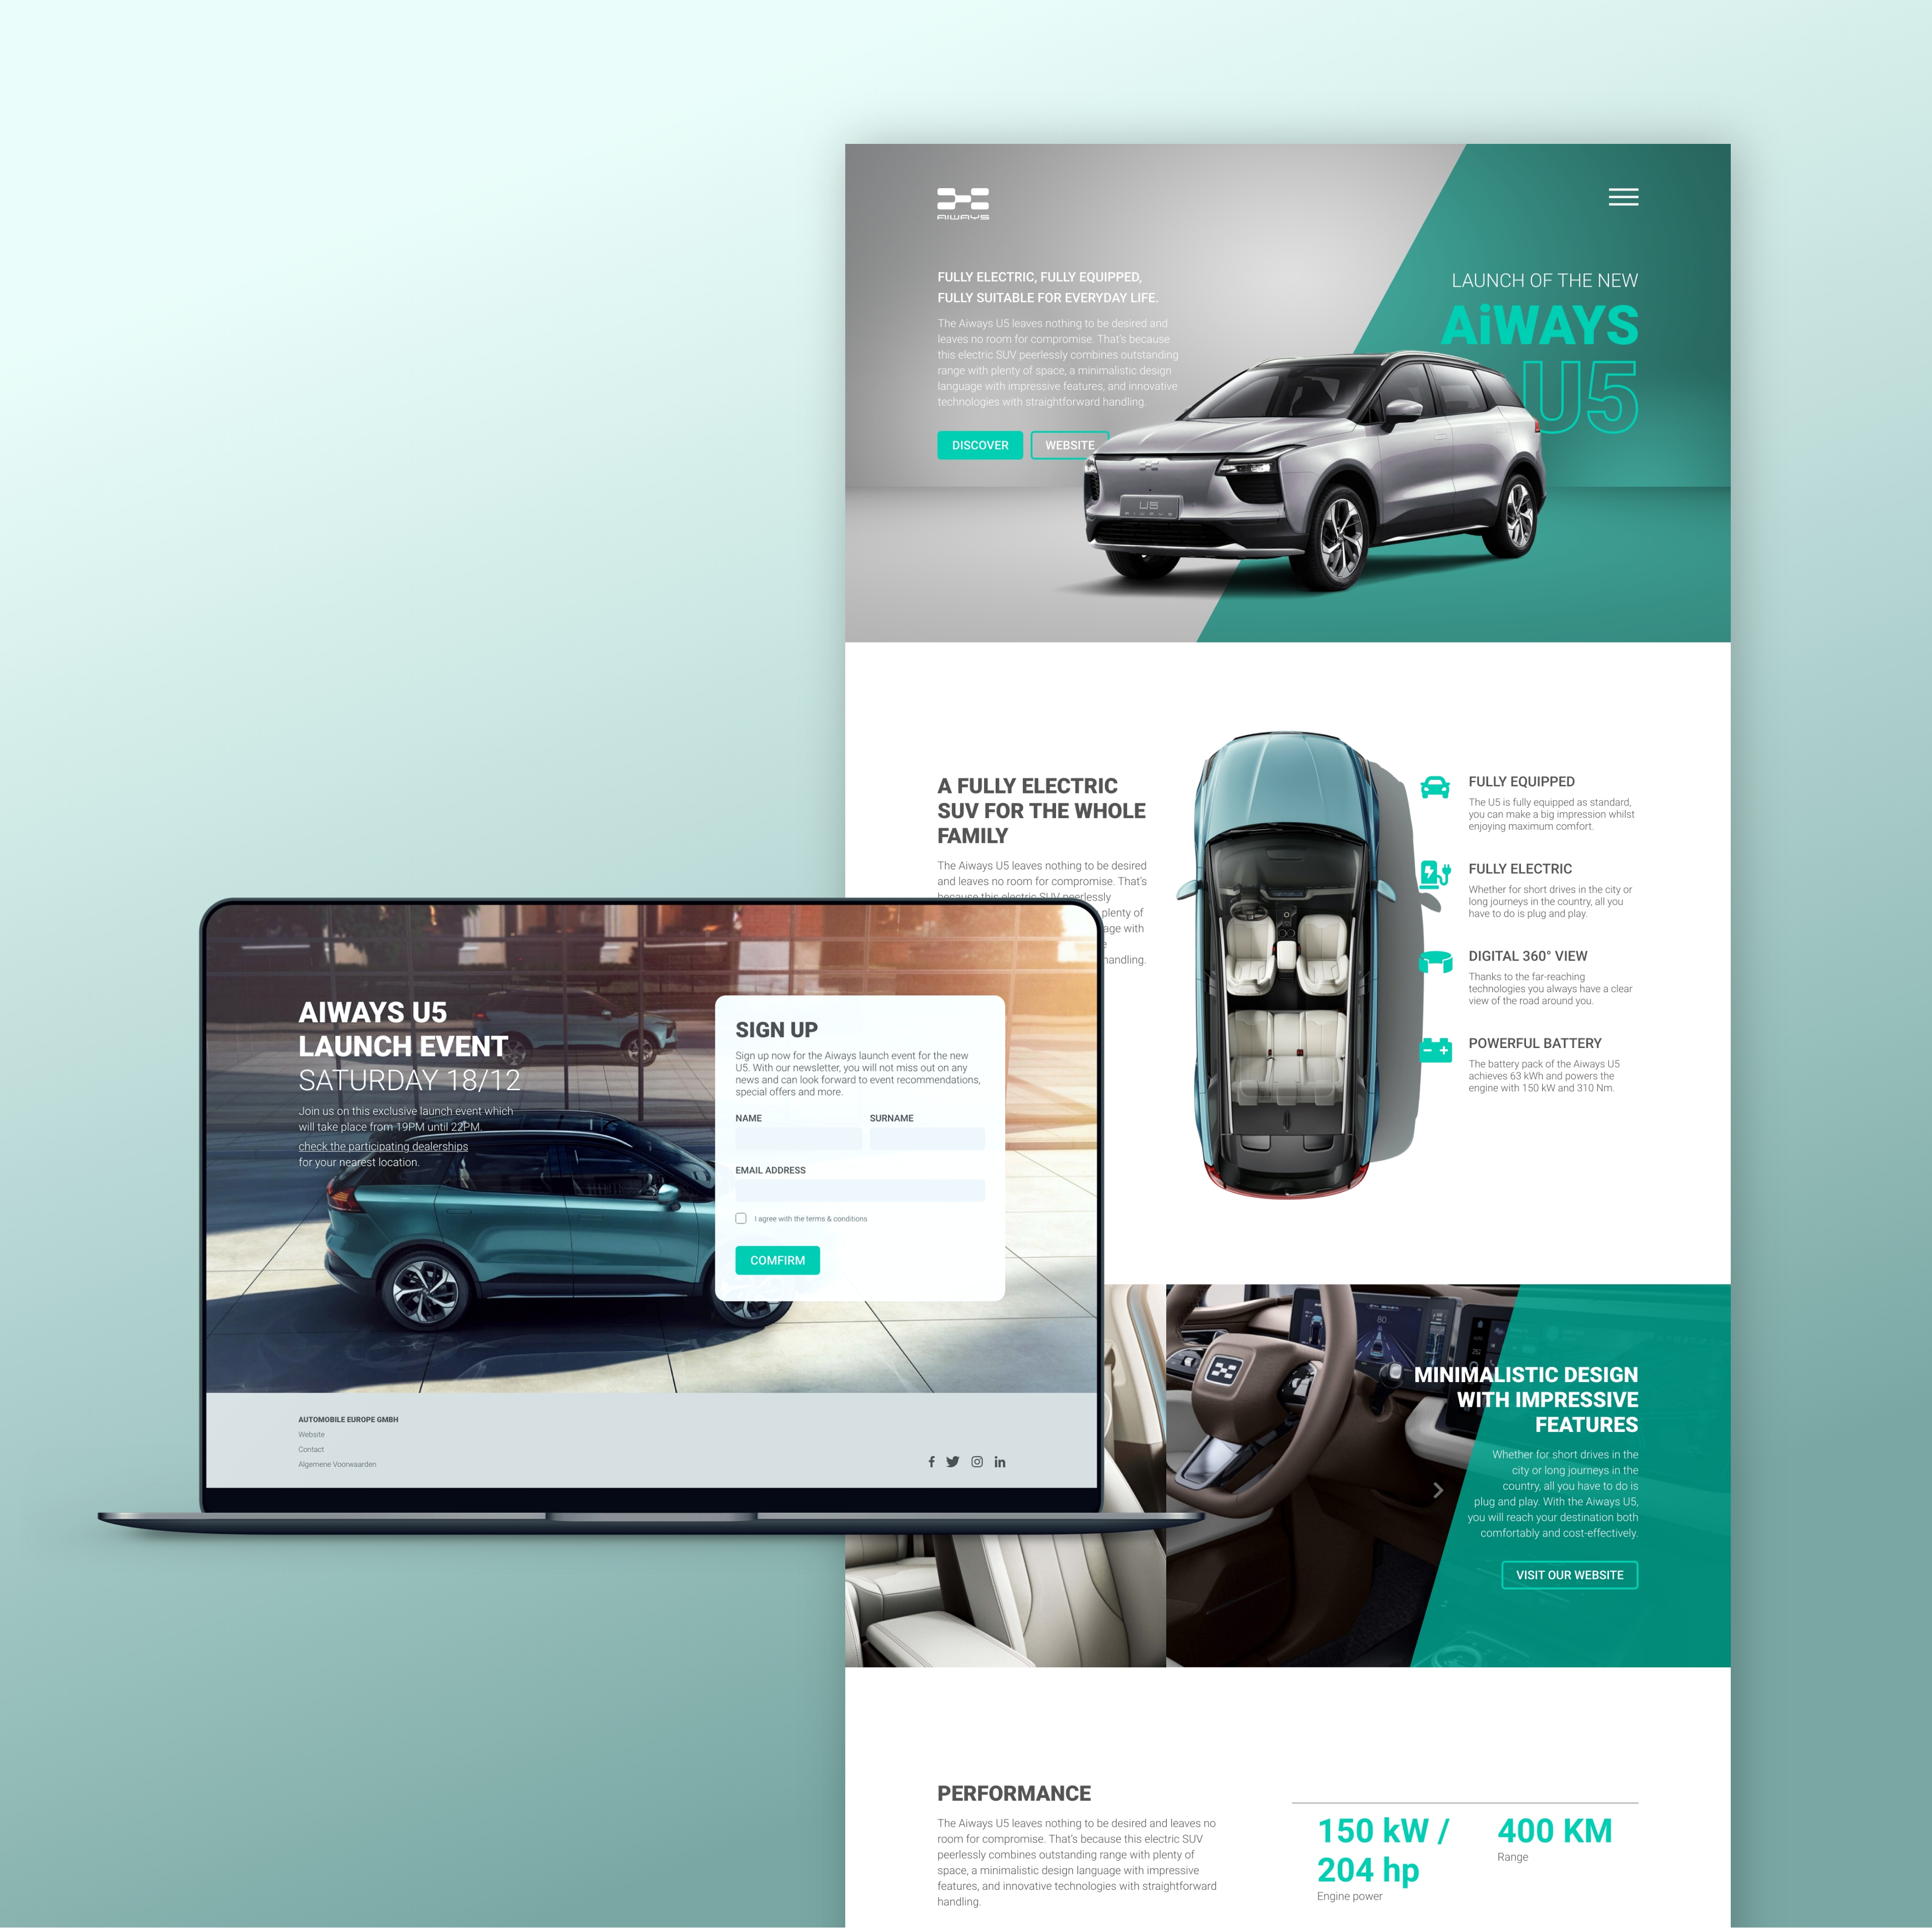 AIWAYS
FULLY ELECTRIC, FULLY EQUIPPED,
FULLY SUITABLE FOR EVERYDAY LIFE.
The Aiways U5 leaves nothing to be desired and
leaves no room for compromise. That's because
this electric SUV peerlessly combines outstanding
range with plenty of space, a minimalistic design
language with impressive features, and innovative
technologies with straightforward handling.
DISCOVER
WEBSITE
LAUNCH OF THE NEW
AiWAYS
U5
U5
AIWAYS
A FULLY ELECTRIC
SUV FOR THE WHOLE
FAMILY
The Aiways U5 leaves nothing to be desired
and leaves no room for compromise. That's
because this electric SUV peerlessly
plenty of
age with
e
handling.
FULLY EQUIPPED
The U5 is fully equipped as standard,
you can make a big impression whilst
enjoying maximum comfort.
FULLY ELECTRIC
Whether for short drives in the city or
long journeys in the country, all you
have to do is plug and play.
DIGITAL 360° VIEW
Thanks to the far-reaching
technologies you always have a clear
view of the road around you.
POWERFUL BATTERY
The battery pack of the Aiways U5
achieves 63 kWh and powers the
engine with 150 kW and 310 Nm.
AIWAYS U5
LAUNCH EVENT
SATURDAY 18/12
Join us on this exclusive launch event which
will take place from 19PM until 22PM.
check the participating dealerships
for your nearest location.
SIGN UP
Sign up now for the Aiways launch event for the new
U5. With our newsletter, you will not miss out on any
news and can look forward to event recommendations,
special offers and more.
NAME
SURNAME
EMAIL ADDRESS
I agree with the terms & conditions
COMFIRM
AUTOMOBILE EUROPE GMBH
Website
Contact
Algemene Voorwaarden
80
MINIMALISTIC DESIGN
WITH IMPRESSIVE
FEATURES
Whether for short drives in the
city or long journeys in the
country, all you have to do is
plug and play. With the Aiways U5,
you will reach your destination both
comfortably and cost-effectively.
VISIT OUR WEBSITE
PERFORMANCE
The Aiways U5 leaves nothing to be desired and leaves no
room for compromise. That's because this electric SUV
peerlessly combines outstanding range with plenty of
space, a minimalistic design language with impressive
features, and innovative technologies with straightforward
handling.
150 kW /
204 hp
Engine power
400 KM
Range